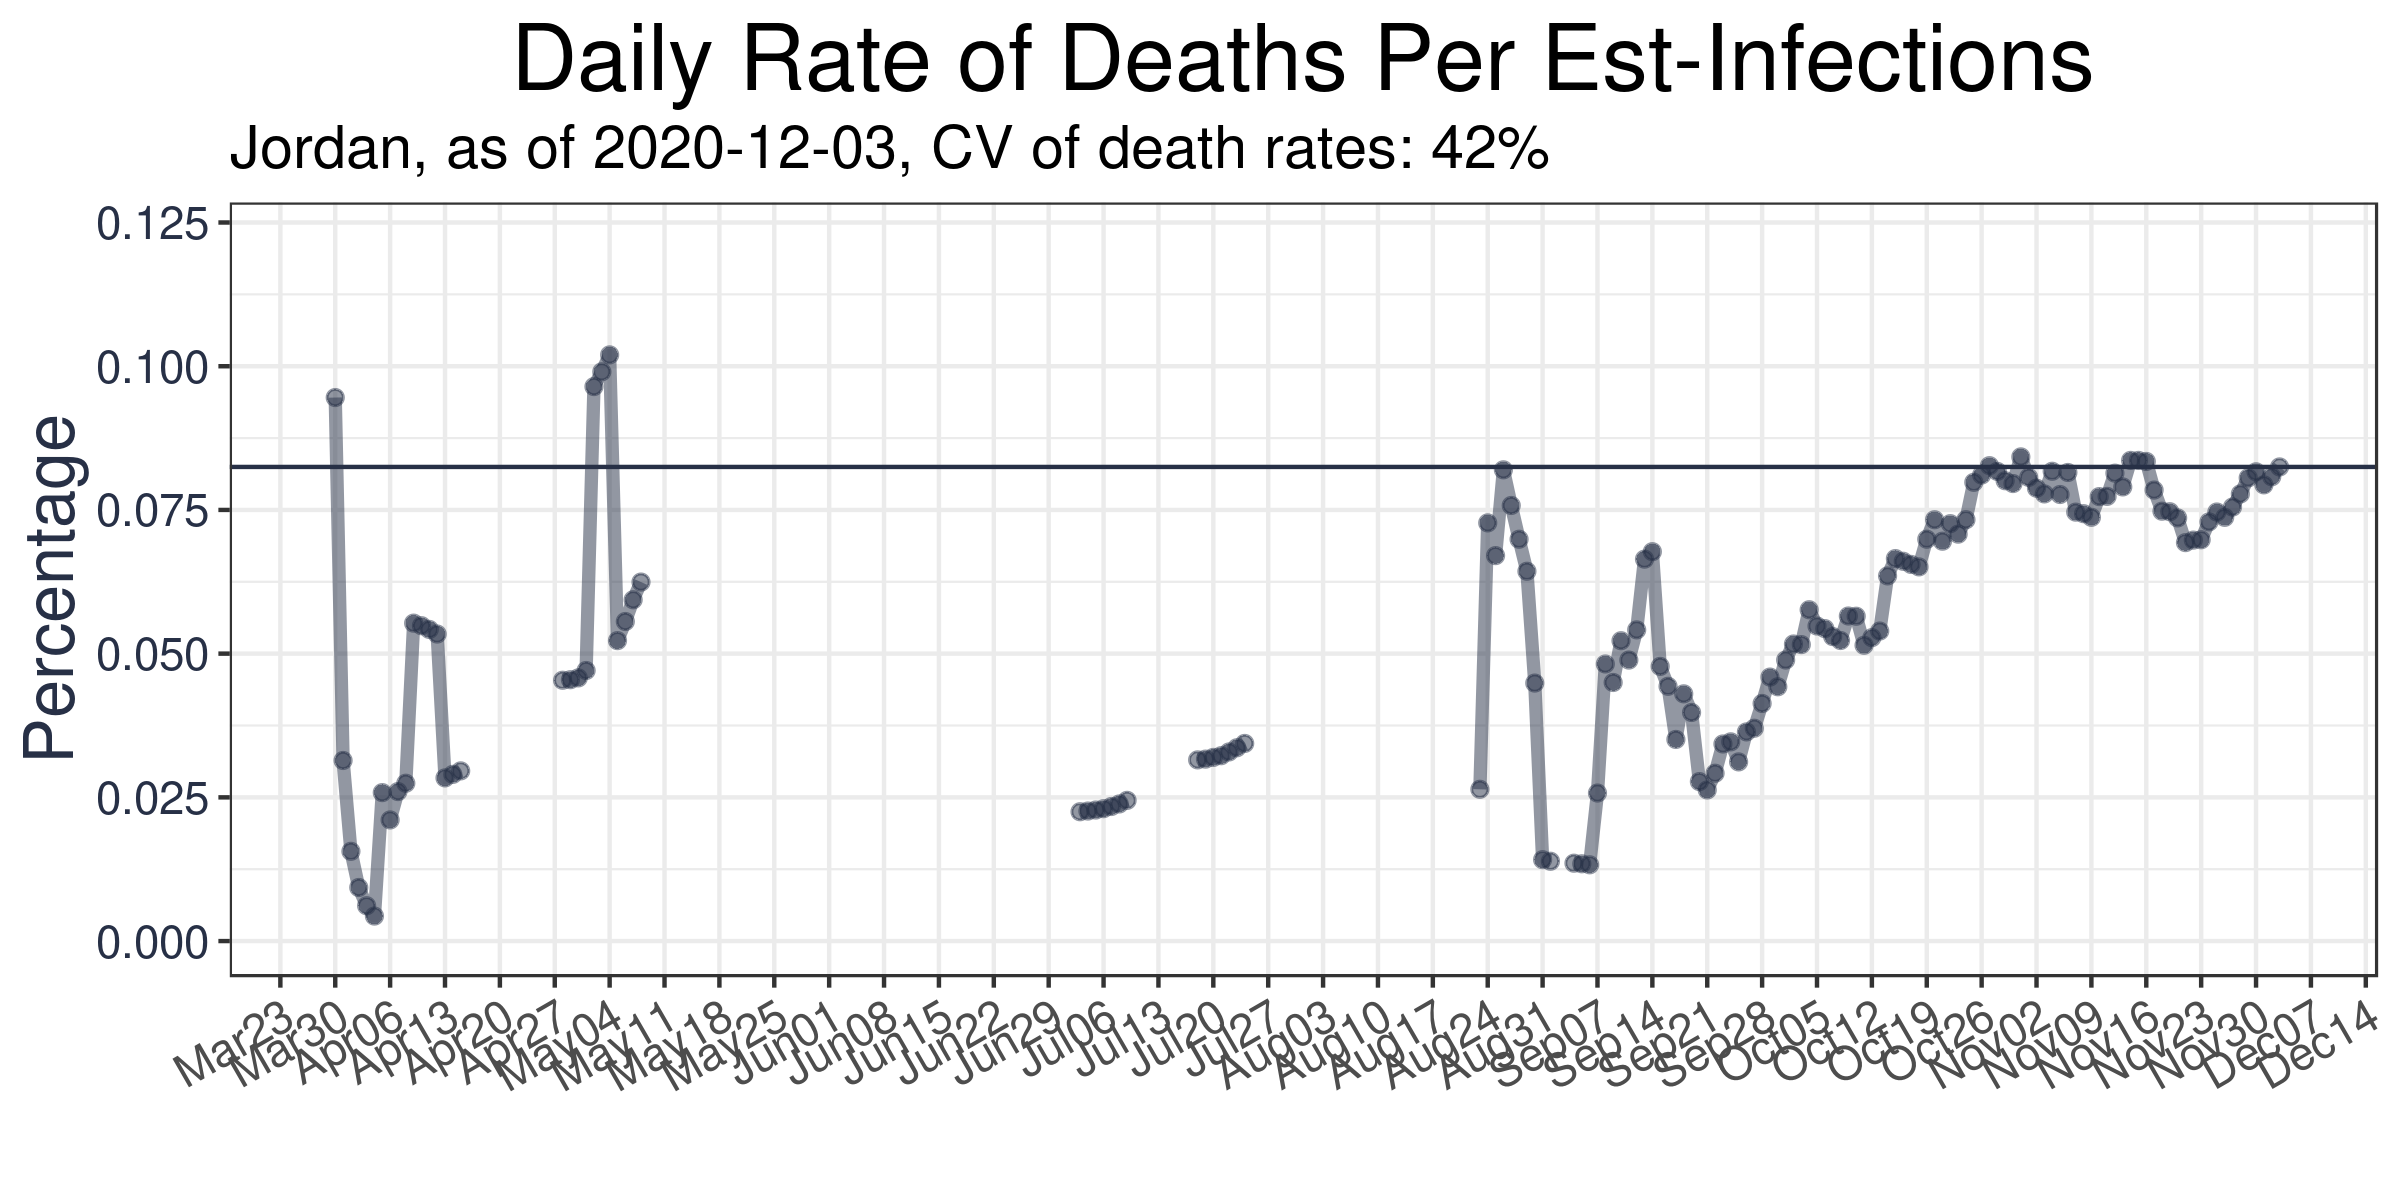 Daily Rate of Deaths Per Est-Infections
Jordan, as of 2020-12-03, CV of death rates: 42%
Percentage
0.125
0.100
0.075
0.050
0.025
0.000
Mar23
Mar30
Apr06
Apr13
Apr20
Apr27
May04
May11
May18
May25
Jun01
Jun08
Jun15
Jun22
Jun29
Jul06
Jul13
Jul20
Jul27
Aug03
Aug10
Aug17
Aug24
Aug31
Sep07
Sep14
Sep21
Sep28
Oct05
Oct12
Oct19
Oct26
Nov02
Nov09
Nov16
Nov23
Nov30
Dec07
Dec14